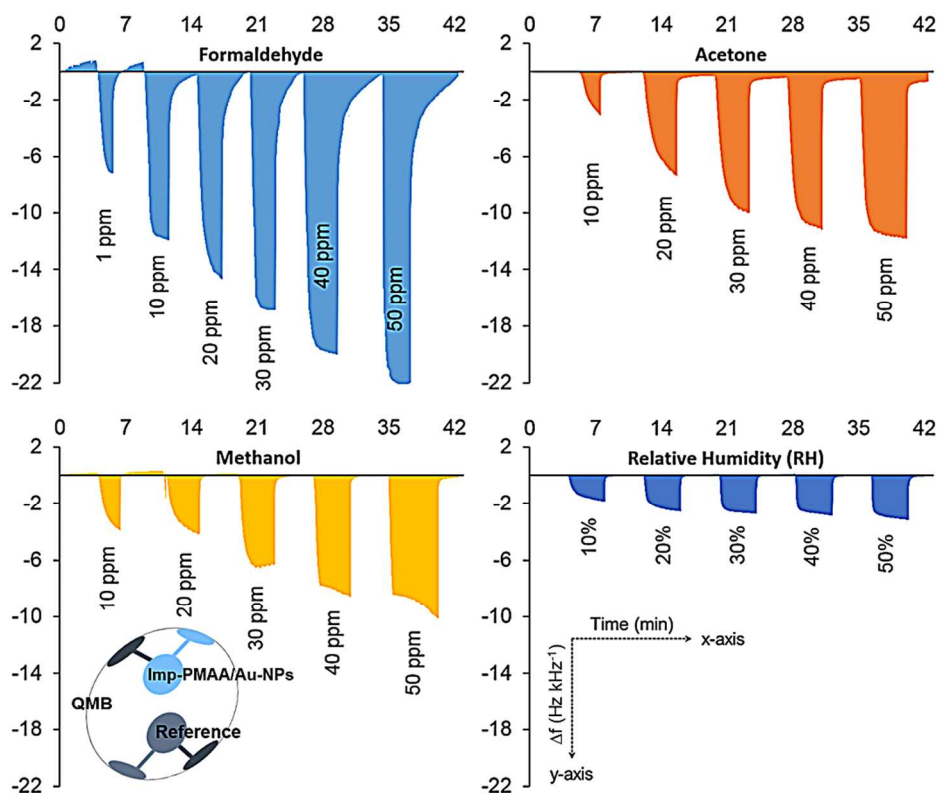 0 7 14 21 28 35 42
Formaldehyde
2
-2
-6
-10
-14
-18
-22
1 ppm
10 ppm
20 ppm
30 ppm
40 ppm
50 ppm
0 7 14 21 28 35 42
Acetone
2
-2
-6
-10
-14
-18
-22
10 ppm
20 ppm
30 ppm
40 ppm
50 ppm
0 7 14 21 28 35 42
Methanol
2
-2
-6
-10
-14
-18
-22
10 ppm
20 ppm
30 ppm
40 ppm
50 ppm
Imp-PMAA/Au-NPs
QMB
Reference
0 7 14 21 28 35 42
Relative Humidity (RH)
2
-2
-6
-10
-14
-18
-22
10%
20%
30%
40%
50%
Time (min)
x-axis
Δf (Hz kHz⁻¹)
y-axis